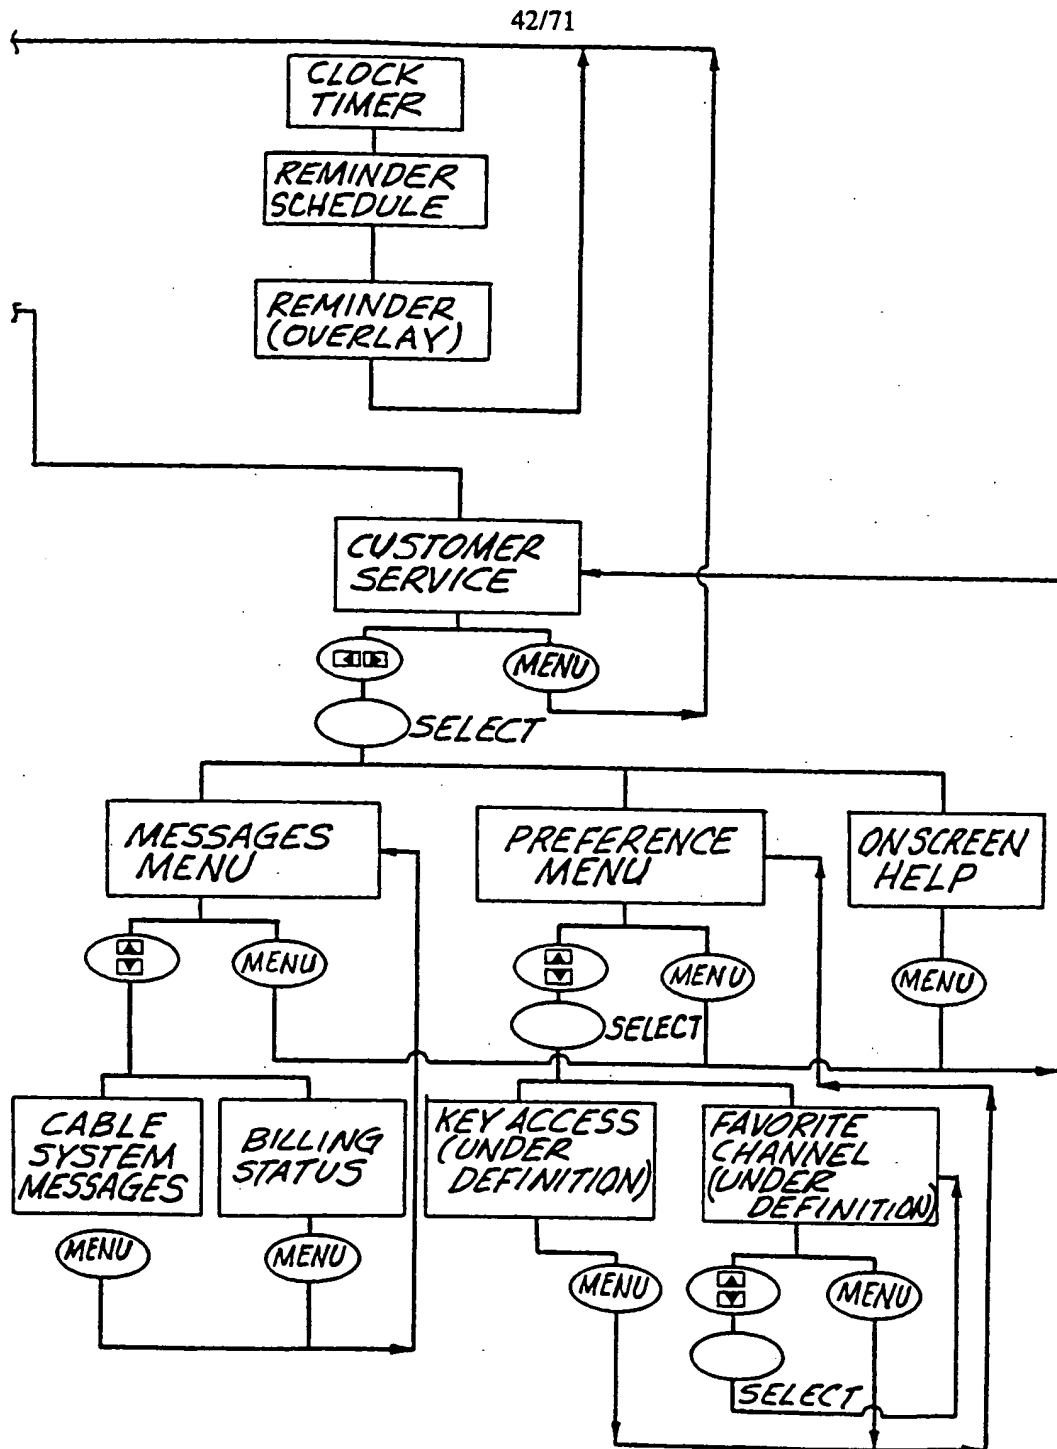 42/71
CLOCK
TIMER
REMINDER
SCHEDULE
REMINDER
(OVERLAY)
CUSTOMER
SERVICE
MENU
SELECT
MESSAGES
MENU
PREFERENCE
MENU
ONSCREEN
HELP
MENU
MENU
MENU
SELECT
CABLE
SYSTEM
MESSAGES
BILLING
STATUS
KEY ACCESS
(UNDER
DEFINITION)
FAVORITE
CHANNEL
(UNDER
DEFINITION)
MENU
MENU
MENU
MENU
SELECT